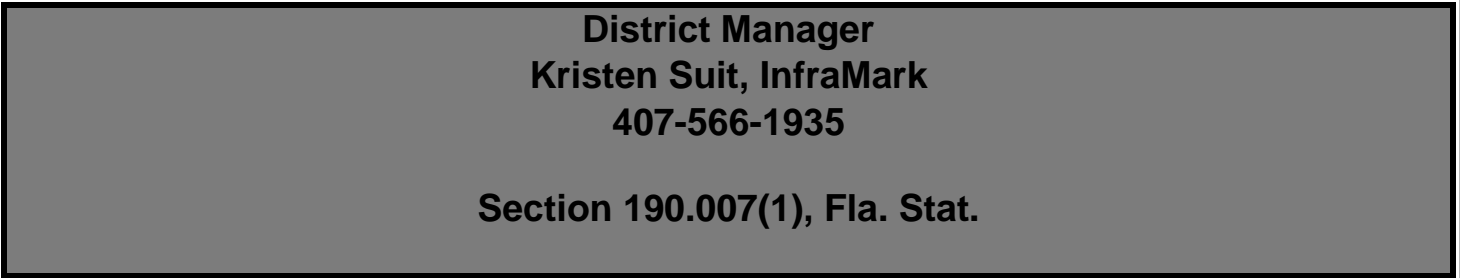 District Manager
Kristen Suit, InfraMark
407-566-1935
Section 190.007(1), Fla. Stat.